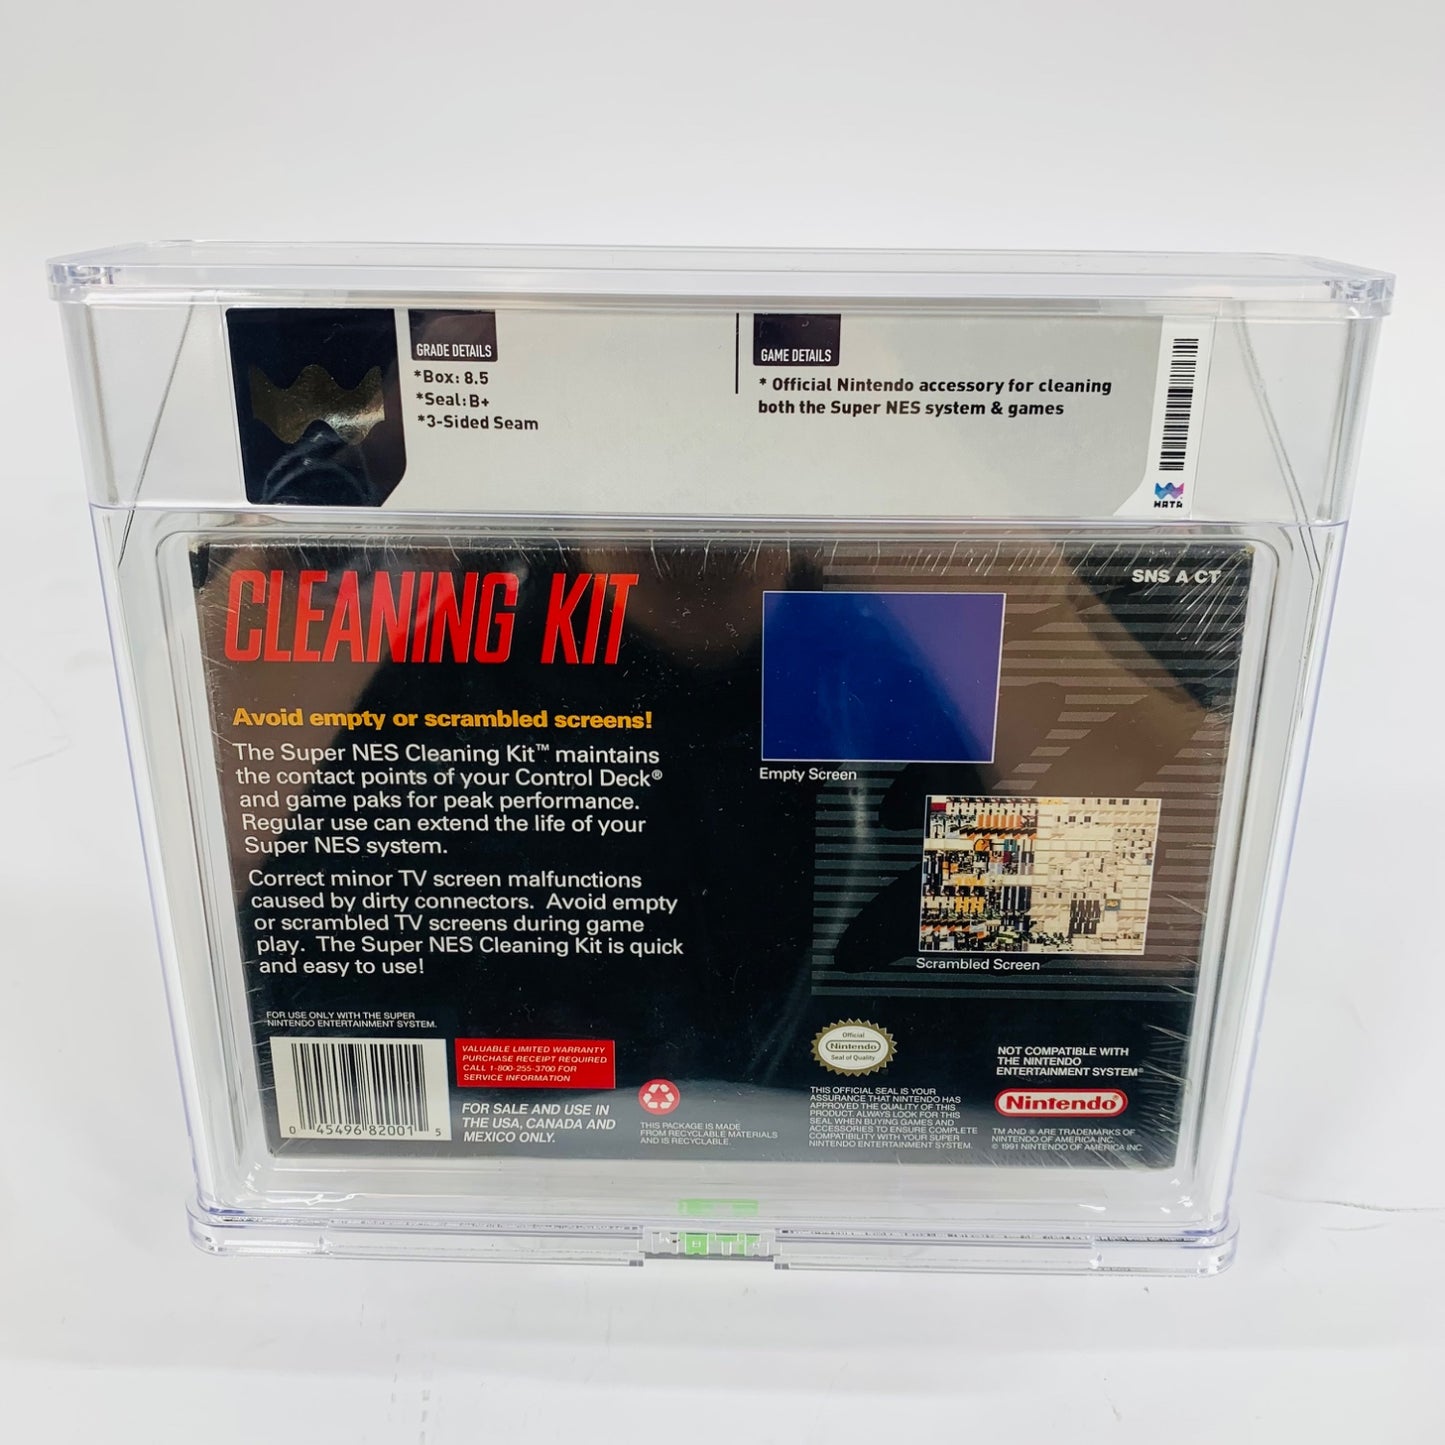 GRADE DETAILS
*Box: 8.5
*Seal: B+
*3-Sided Seam
GAME DETAILS
* Official Nintendo accessory for cleaning
both the Super NES system & games
WATA
CLEANING KIT
SNS A CT
Avoid empty or scrambled screens!
The Super NES Cleaning Kit™ maintains
the contact points of your Control Deck®
and game paks for peak performance.
Regular use can extend the life of your
Super NES system.
Correct minor TV screen malfunctions
caused by dirty connectors. Avoid empty
or scrambled TV screens during game
play. The Super NES Cleaning Kit is quick
and easy to use!
Empty Screen
Scrambled Screen
FOR USE ONLY WITH THE SUPER
NINTENDO ENTERTAINMENT SYSTEM.
0 45496 82001 5
VALUABLE LIMITED WARRANTY
PURCHASE RECEIPT REQUIRED
CALL 1-800-255-3700 FOR
SERVICE INFORMATION
FOR SALE AND USE IN
THE USA, CANADA AND
MEXICO ONLY.
THIS PACKAGE IS MADE
FROM RECYCLABLE MATERIALS
AND IS RECYCLABLE.
Official
Nintendo
Seal of Quality
THIS OFFICIAL SEAL IS YOUR
ASSURANCE THAT NINTENDO HAS
APPROVED THE QUALITY OF THIS
PRODUCT. ALWAYS LOOK FOR THIS
SEAL WHEN BUYING GAMES AND
ACCESSORIES TO ENSURE COMPLETE
COMPATIBILITY WITH YOUR SUPER
NINTENDO ENTERTAINMENT SYSTEM.
NOT COMPATIBLE WITH
THE NINTENDO
ENTERTAINMENT SYSTEM®
Nintendo®
TM AND ® ARE TRADEMARKS OF
NINTENDO OF AMERICA INC.
© 1991 NINTENDO OF AMERICA INC.
WATA